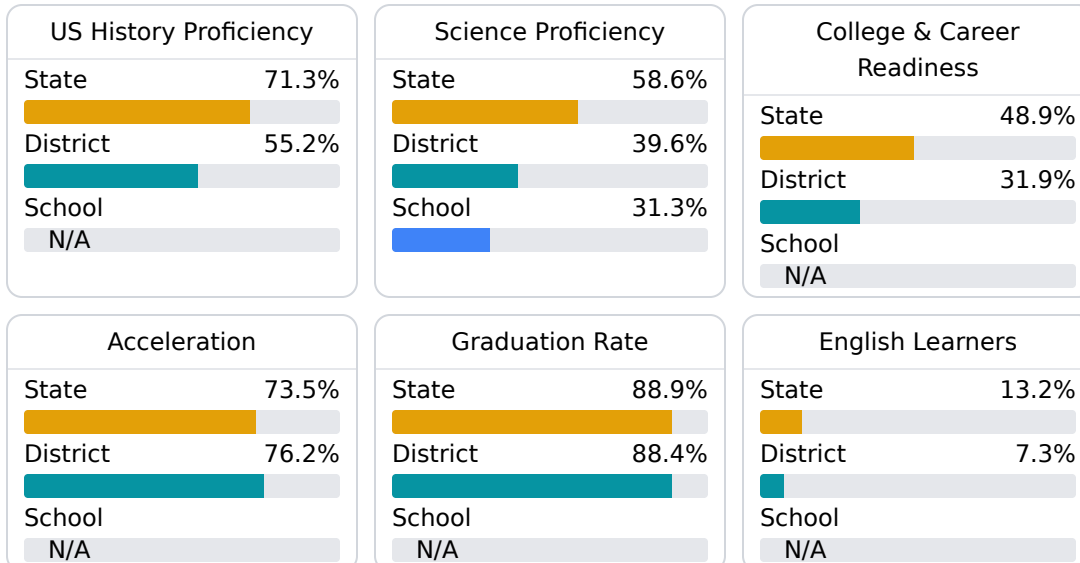 US History Proficiency
State 71.3%
District 55.2%
School
N/A
Science Proficiency
State 58.6%
District 39.6%
School 31.3%
College & Career
Readiness
State 48.9%
District 31.9%
School
N/A
Acceleration
State 73.5%
District 76.2%
School
N/A
Graduation Rate
State 88.9%
District 88.4%
School
N/A
English Learners
State 13.2%
District 7.3%
School
N/A